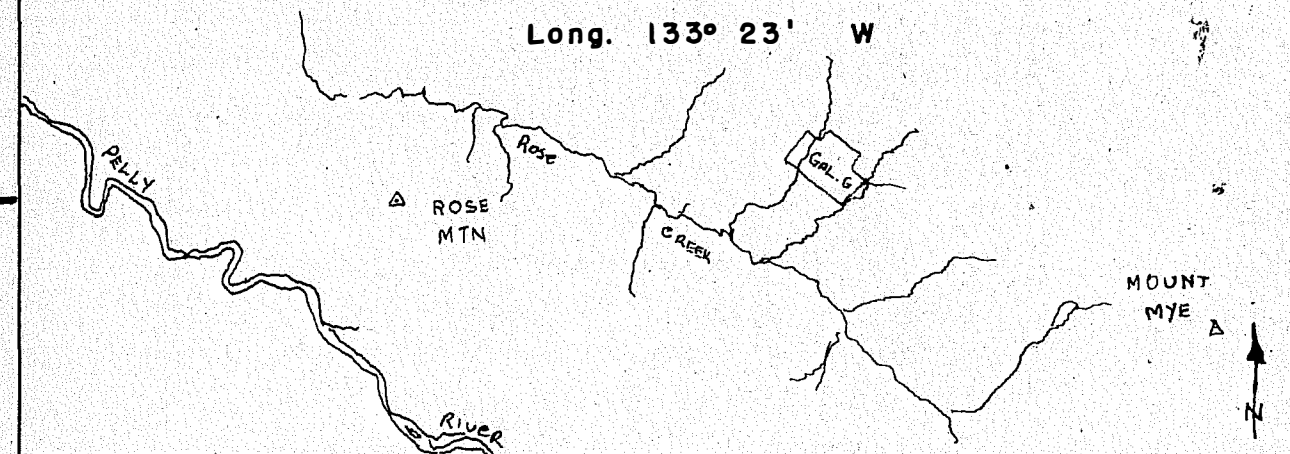 Long. 133° 23' W
PELLY
Rose
GAL. G
ROSE
MTN
CREEK
MOUNT
MYE
RIVER
N